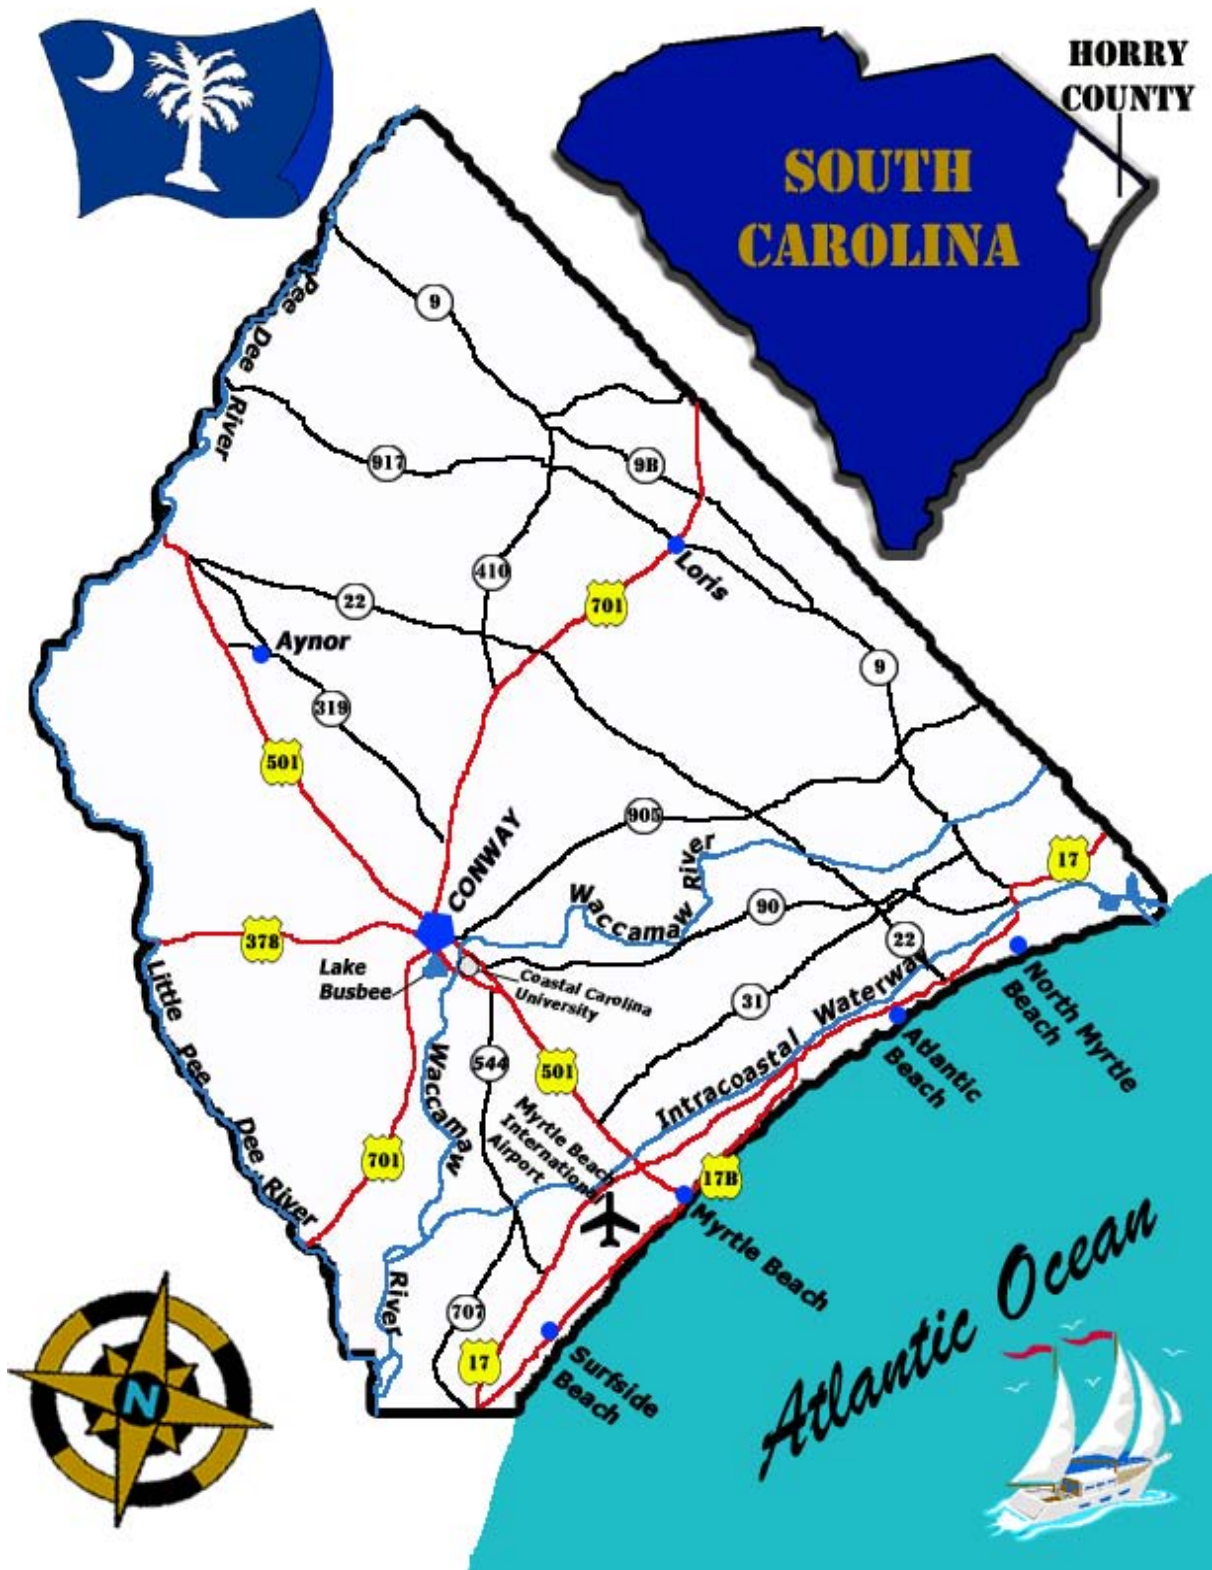 HORRY
COUNTY
SOUTH
CAROLINA
Pee Dee River
9
917
9B
410
Loris
22
701
Aynor
319
9
501
905
CONWAY
17
Waccamaw River
90
378
22
Lake
Busbee
Coastal Carolina
University
31
North Myrtle
Beach
Little Pee Dee River
Intracoastal Waterway
Atlantic
Beach
544
501
Waccamaw River
Myrtle Beach
International
Airport
701
17B
Myrtle Beach
707
17
Surfside
Beach
Atlantic Ocean
N